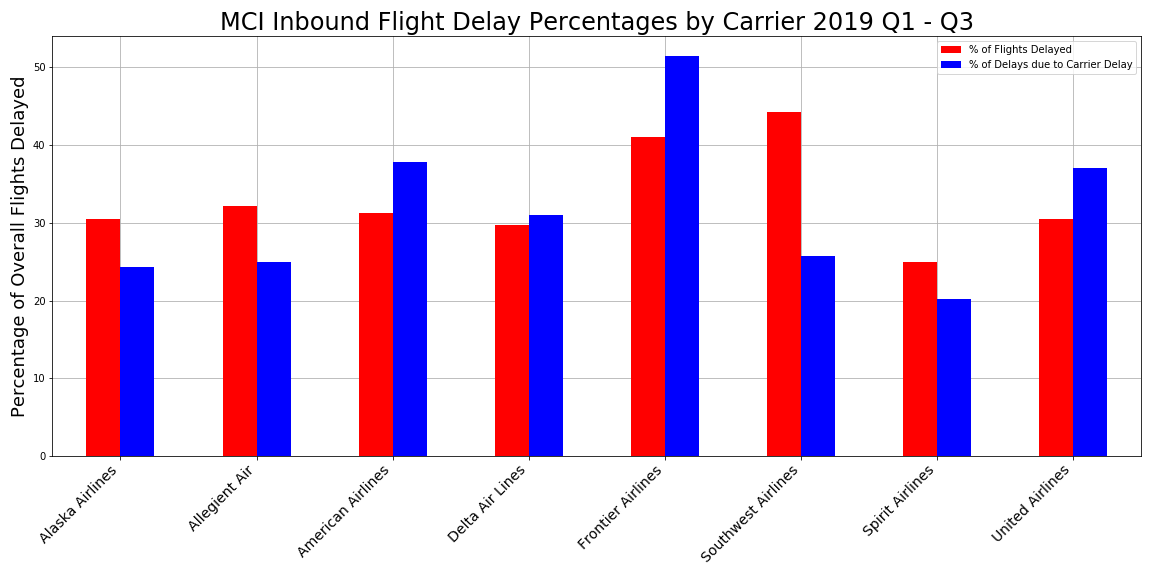 MCI Inbound Flight Delay Percentages by Carrier 2019 Q1 - Q3
% of Flights Delayed
% of Delays due to Carrier Delay
Percentage of Overall Flights Delayed
50
40
30
20
10
0
Alaska Airlines
Allegient Air
American Airlines
Delta Air Lines
Frontier Airlines
Southwest Airlines
Spirit Airlines
United Airlines